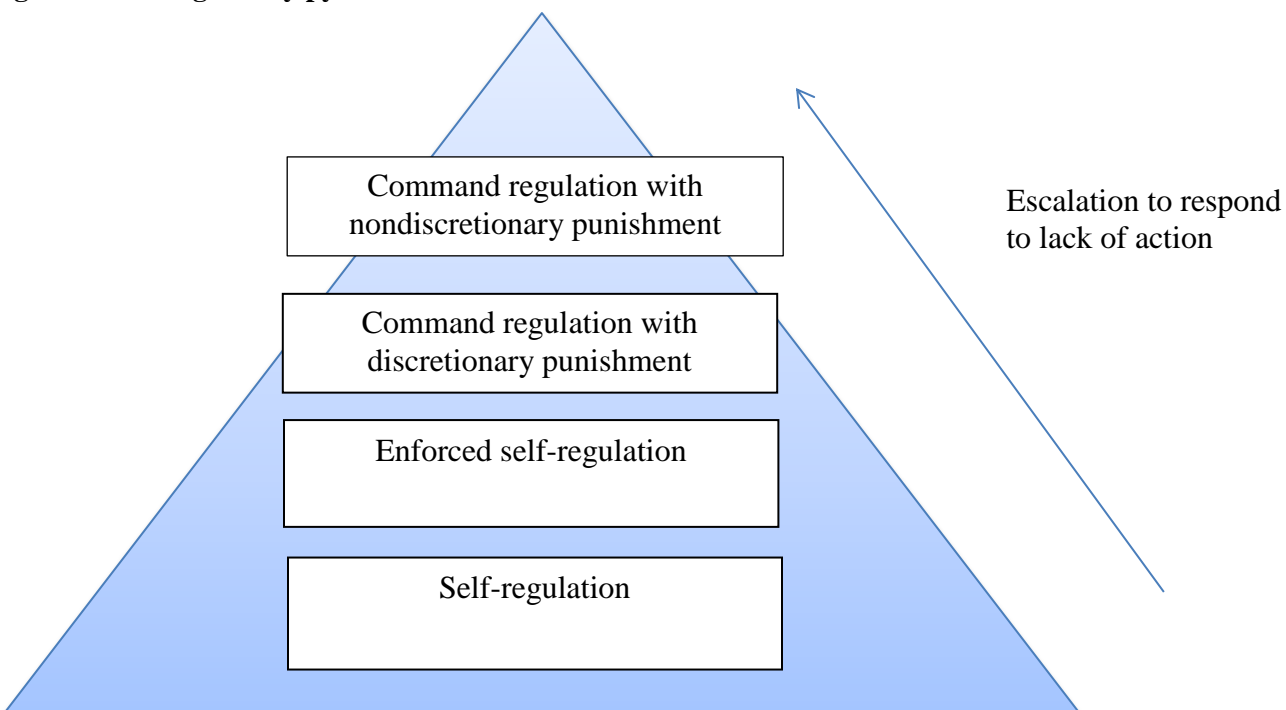 Command regulation with
nondiscretionary punishment
Escalation to respond
to lack of action
Command regulation with
discretionary punishment
Enforced self-regulation
Self-regulation